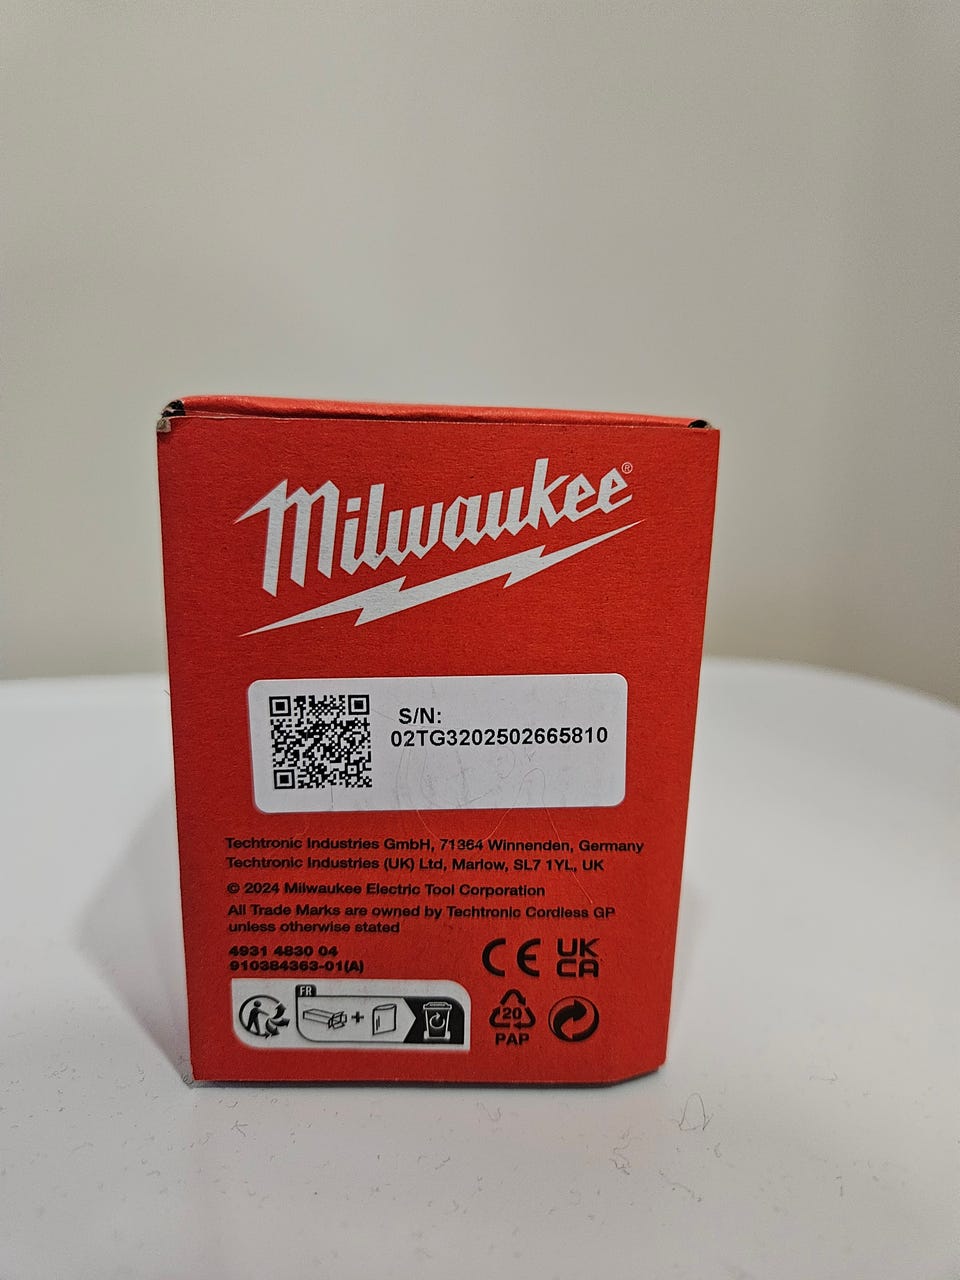 Milwaukee®
S/N:
02TG3202502665810
Techtronic Industries GmbH, 71364 Winnenden, Germany
Techtronic Industries (UK) Ltd, Marlow, SL7 1YL, UK
© 2024 Milwaukee Electric Tool Corporation
All Trade Marks are owned by Techtronic Cordless GP
unless otherwise stated
4931 4830 04
910384363-01(A)
CE
UK
CA
FR
20
PAP